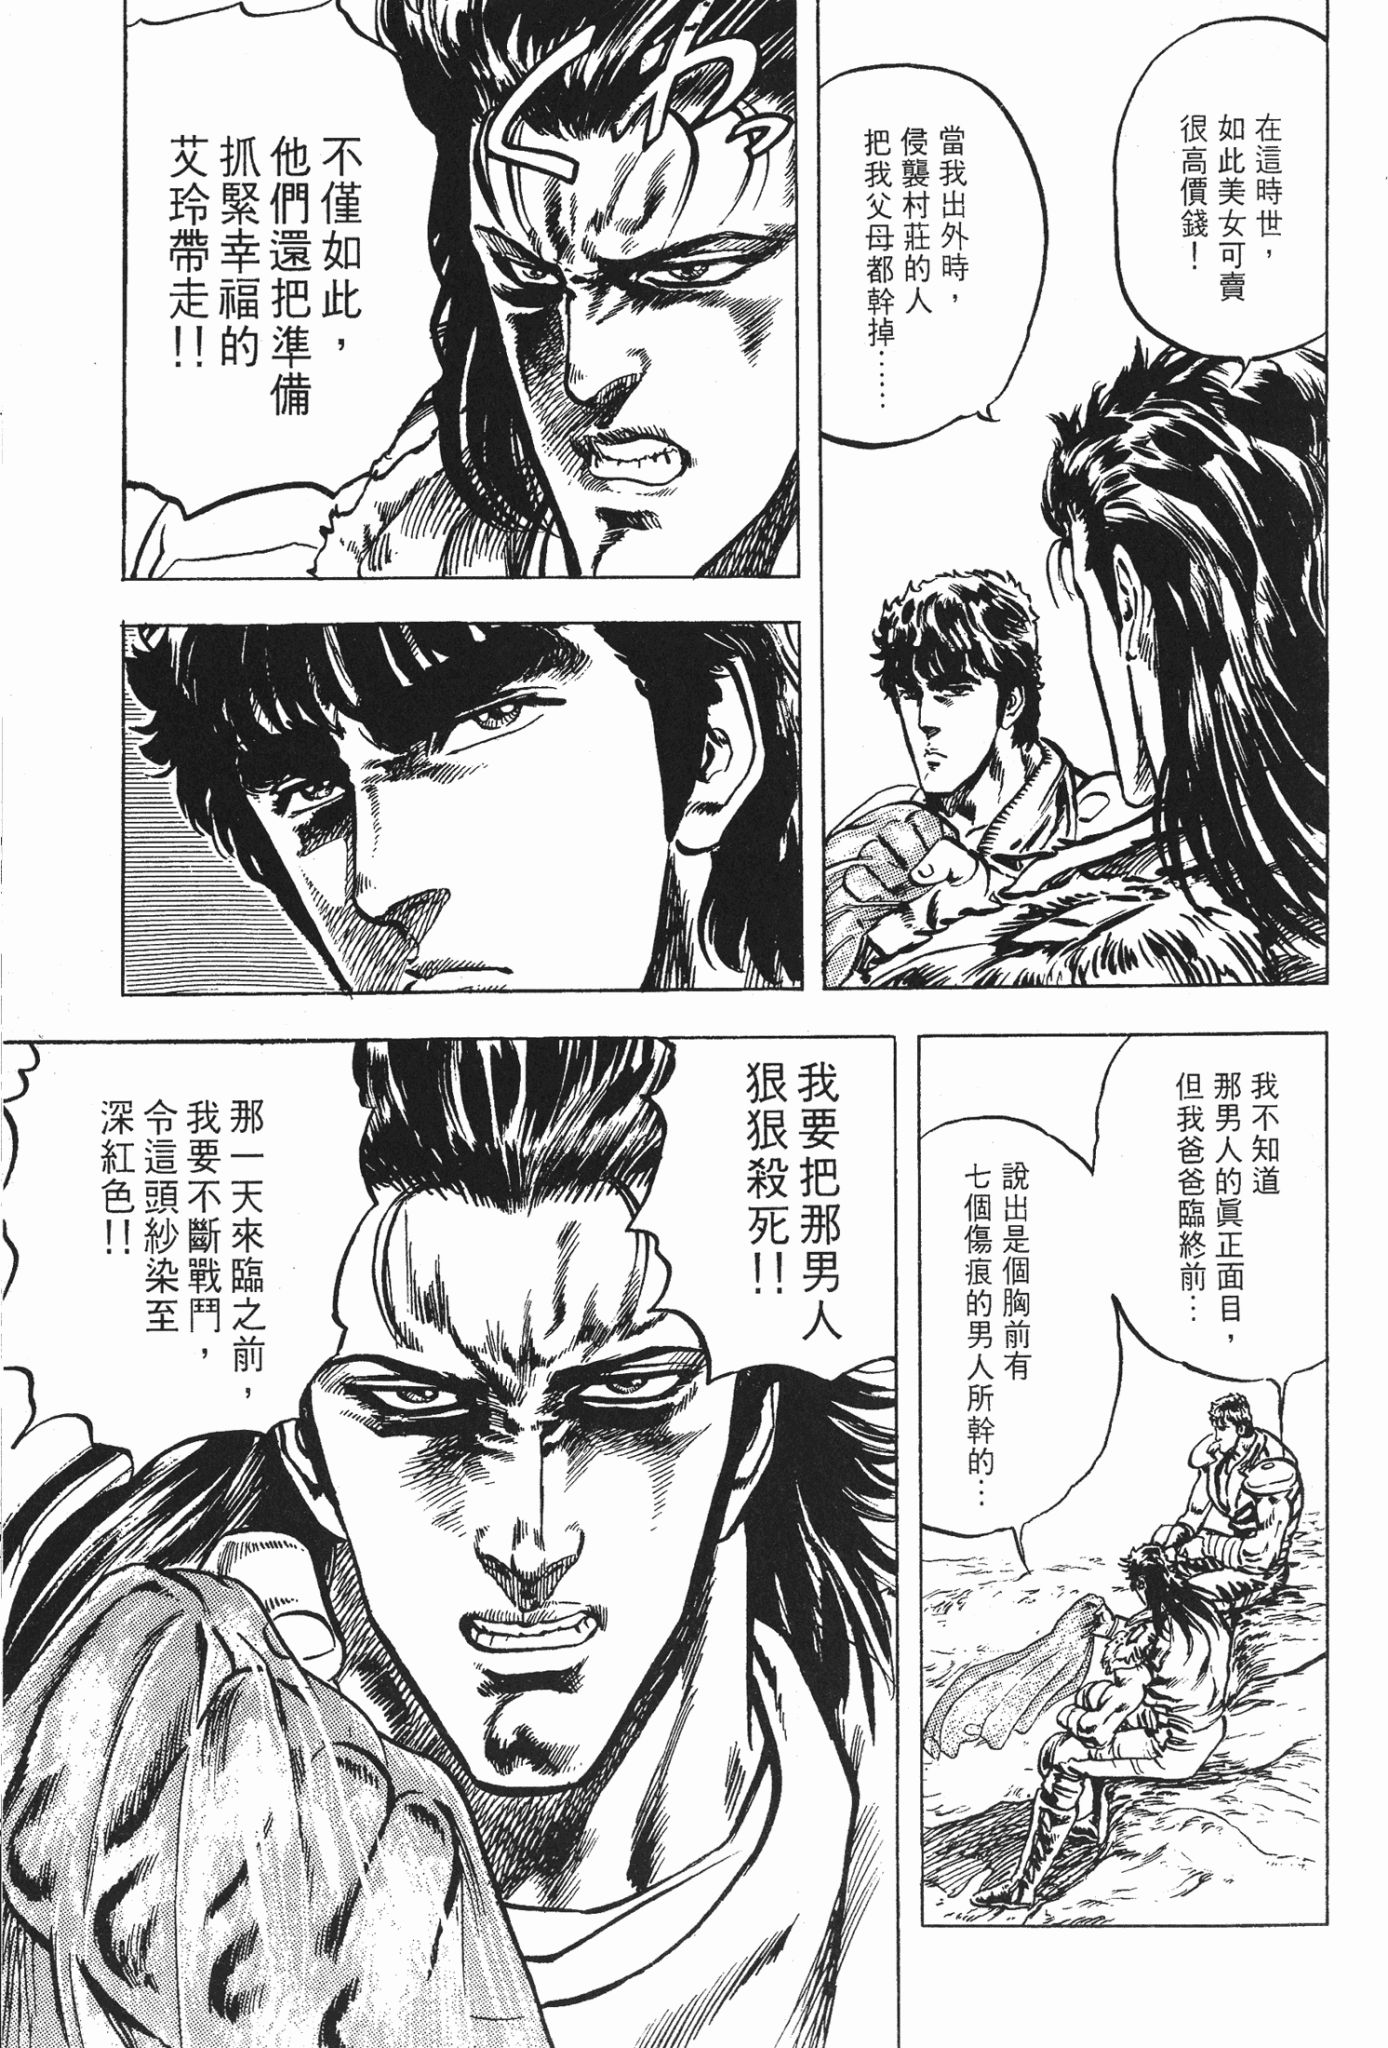 在這時世，
如此美女可賣
很高價錢！
當我出外時，
侵襲村莊的人
把我父母都幹掉……
くわっ
不僅如此，
他們還把準備
抓緊幸福的
艾玲帶走!!
我不知道
那男人的眞正面目，
但我爸爸臨終前…
說出是個胸前有
七個傷痕的男人所幹的…
我要把那男人
狠狠殺死!!
那一天來臨之前，
我要不斷戰鬥，
令這頭紗染至
深紅色!!